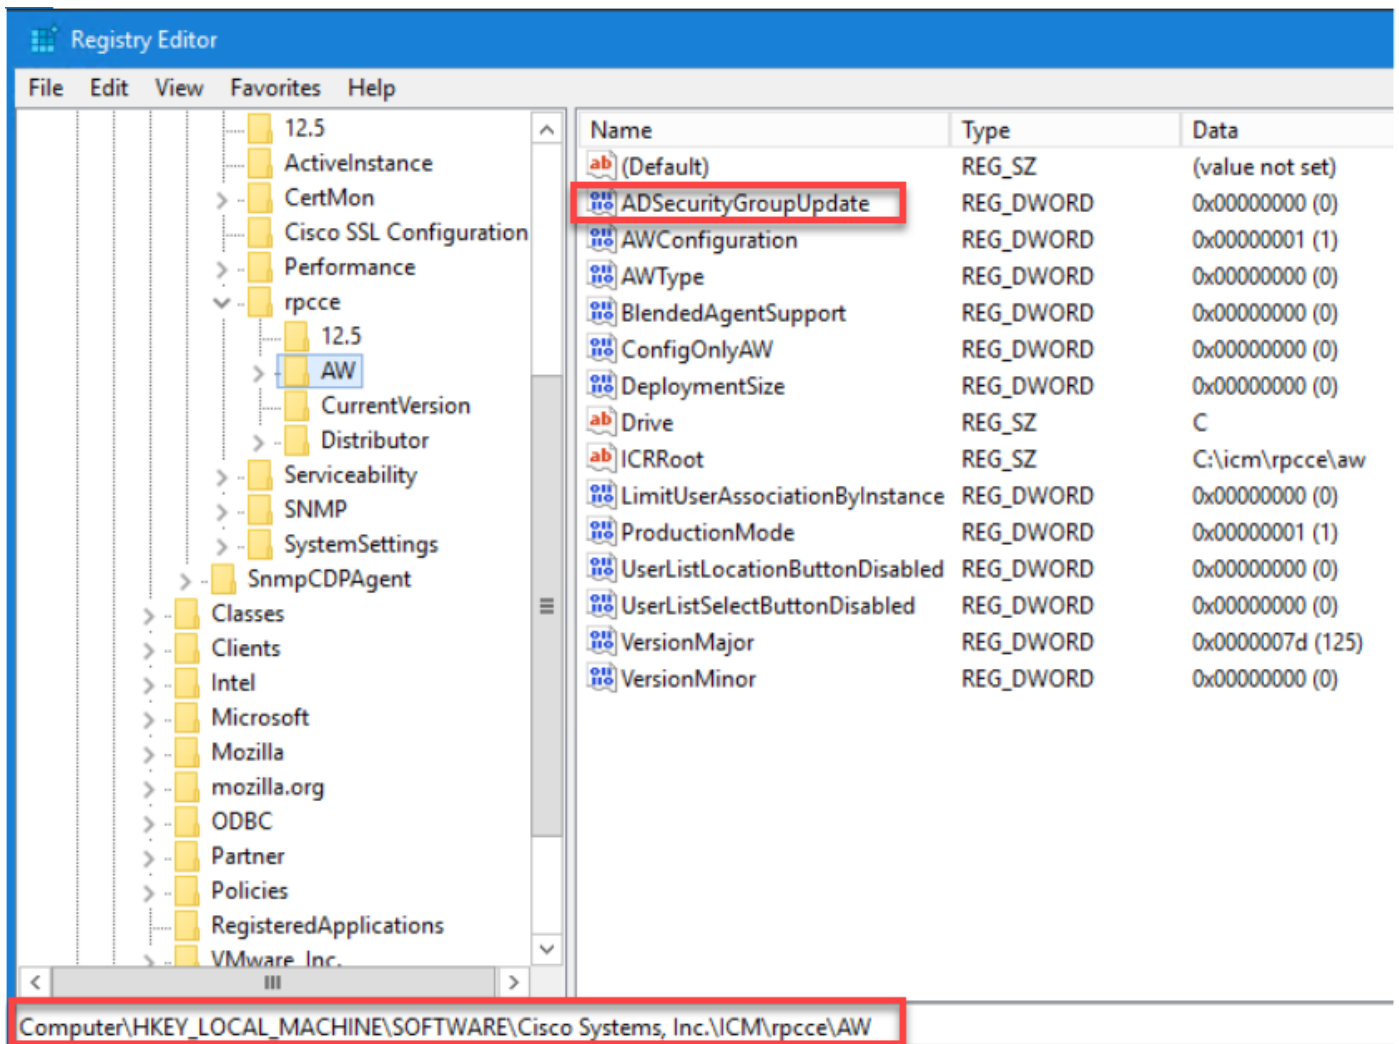 Registry Editor
File Edit View Favorites Help
12.5
ActiveInstance
CertMon
Cisco SSL Configuration
Performance
rpcce
12.5
AW
CurrentVersion
Distributor
Serviceability
SNMP
SystemSettings
SnmpCDPAgent
Classes
Clients
Intel
Microsoft
Mozilla
mozilla.org
ODBC
Partner
Policies
RegisteredApplications
VMware, Inc.
Name Type Data
(Default) REG_SZ (value not set)
ADSecurityGroupUpdate REG_DWORD 0x00000000 (0)
AWConfiguration REG_DWORD 0x00000001 (1)
AWType REG_DWORD 0x00000000 (0)
BlendedAgentSupport REG_DWORD 0x00000000 (0)
ConfigOnlyAW REG_DWORD 0x00000000 (0)
DeploymentSize REG_DWORD 0x00000000 (0)
Drive REG_SZ C
ICRRoot REG_SZ C:\icm\rpcce\aw
LimitUserAssociationByInstance REG_DWORD 0x00000000 (0)
ProductionMode REG_DWORD 0x00000001 (1)
UserListLocationButtonDisabled REG_DWORD 0x00000000 (0)
UserListSelectButtonDisabled REG_DWORD 0x00000000 (0)
VersionMajor REG_DWORD 0x0000007d (125)
VersionMinor REG_DWORD 0x00000000 (0)
Computer\HKEY_LOCAL_MACHINE\SOFTWARE\Cisco Systems, Inc.\ICM\rpcce\AW